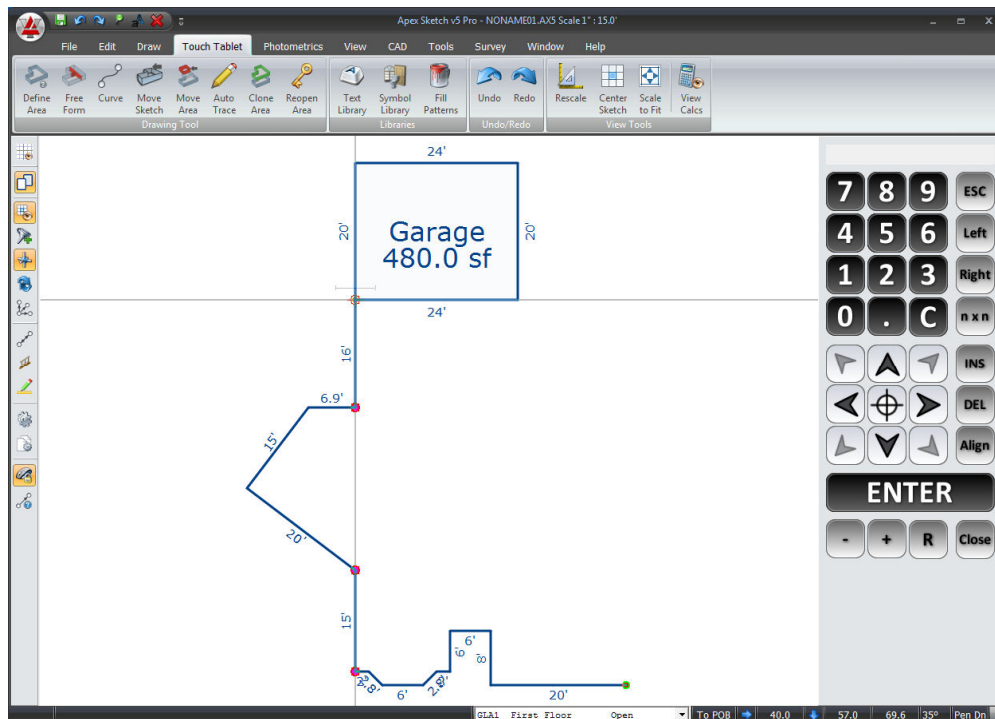 Apex Sketch v5 Pro - NONAME01.AX5 Scale 1" : 15.0'
File Edit Draw Touch Tablet Photometrics View CAD Tools Survey Window Help
Define Area Free Form Curve Move Sketch Move Area Auto Trace Clone Area Reopen Area Text Library Symbol Library Fill Patterns Undo Redo Rescale Center Sketch Scale to Fit View Calcs
Drawing Tool Libraries Undo/Redo View Tools
24'
20'
Garage
480.0 sf
20'
24'
16'
6.9'
15'
20'
15'
6'
6'
8'
6'
20'
7 8 9 ESC
4 5 6 Left
1 2 3 Right
0 . C n x n
INS
DEL
Align
ENTER
- + R Close
GLA1 First Floor Open To POB 40.0 57.0 69.6 35° Pen Dn